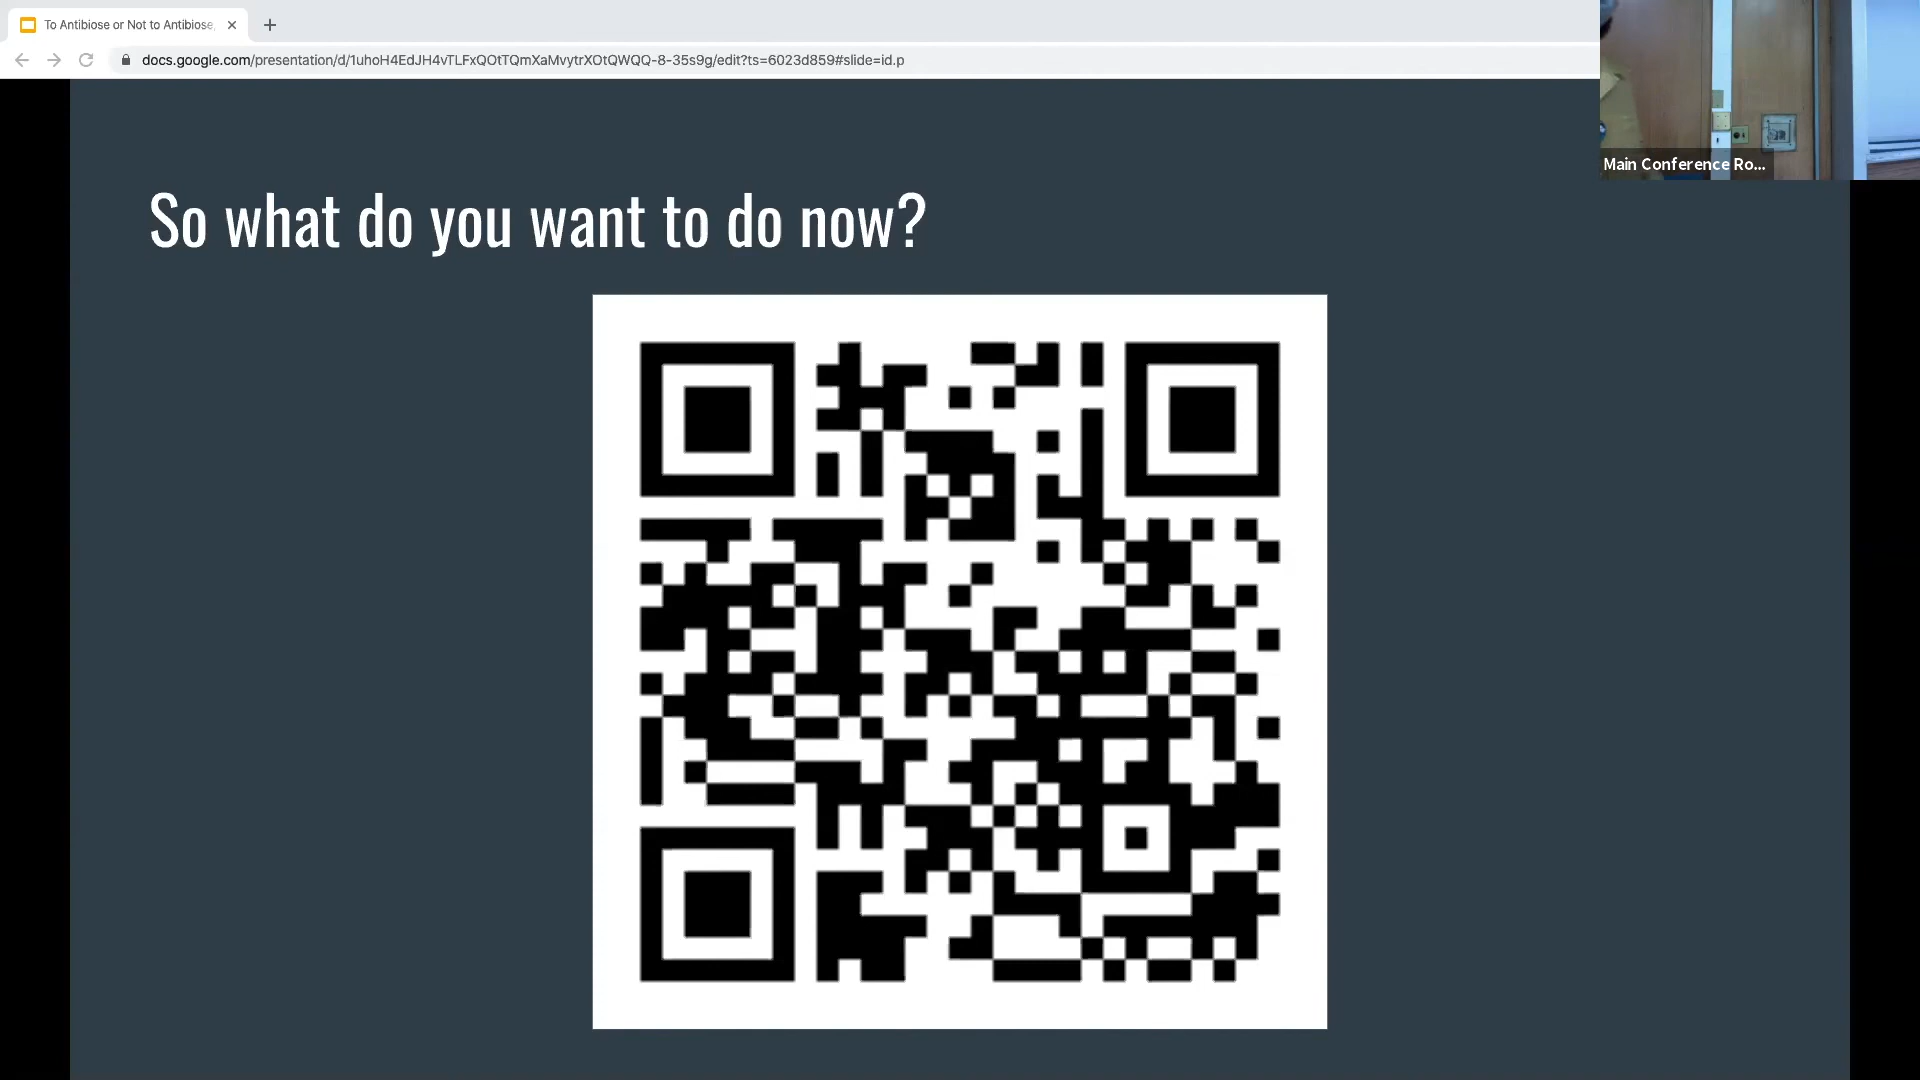 To Antibiose or Not to Antibiose,
docs.google.com/presentation/d/1uhoH4EdJH4vTLFxQOtTQmXaMvytrXOtQWQQ-8-35s9g/edit?ts=6023d859#slide=id.p
Main Conference Ro...
So what do you want to do now?